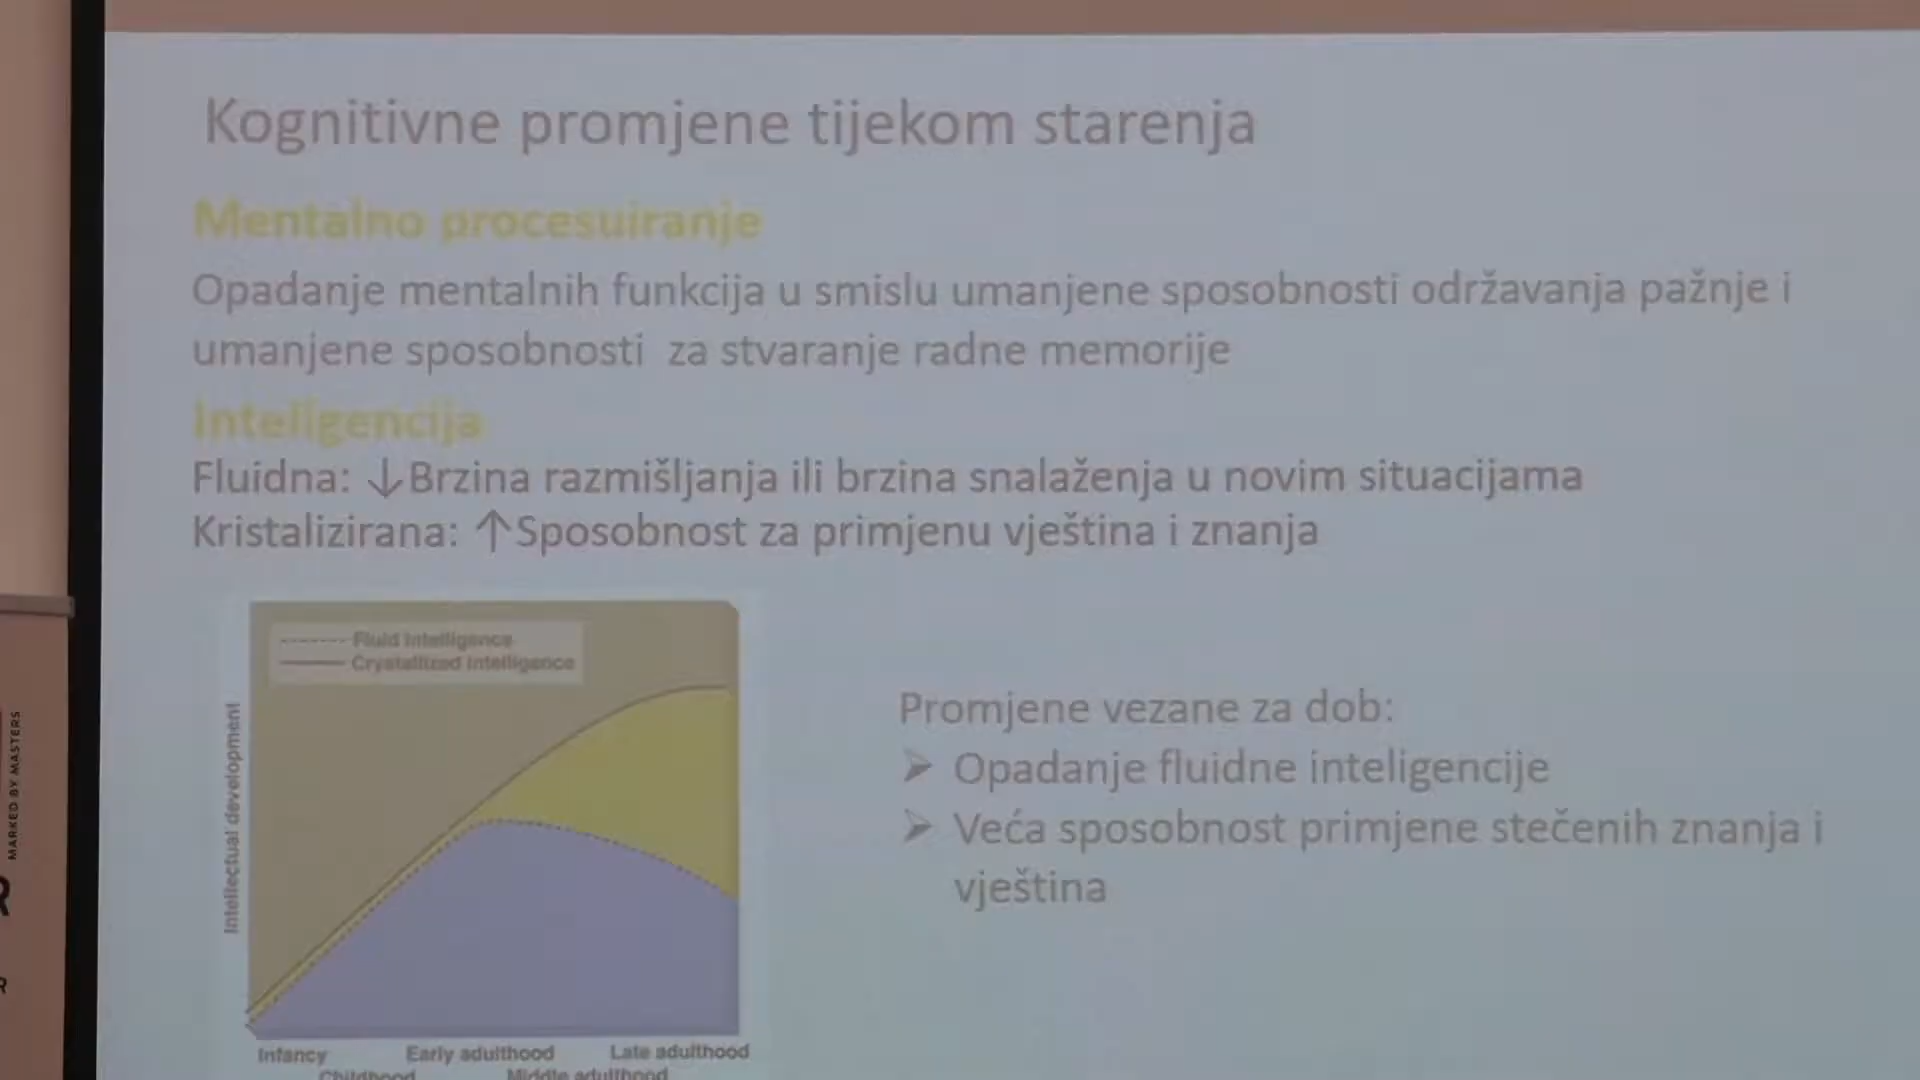 Kognitivne promjene tijekom starenja
Mentalno procesuiranje
Opadanje mentalnih funkcija u smislu umanjene sposobnosti održavanja pažnje i
umanjene sposobnosti za stvaranje radne memorije
Inteligencija
Fluidna: ↓Brzina razmišljanja ili brzina snalaženja u novim situacijama
Kristalizirana: ↑Sposobnost za primjenu vještina i znanja
Fluid Intelligence
Crystallized Intelligence
Intellectual development
Infancy
Early adulthood
Late adulthood
Childhood
Middle adulthood
Promjene vezane za dob:
Opadanje fluidne inteligencije
Veća sposobnost primjene stečenih znanja i
vještina
MARKED BY MASTERS
R
R